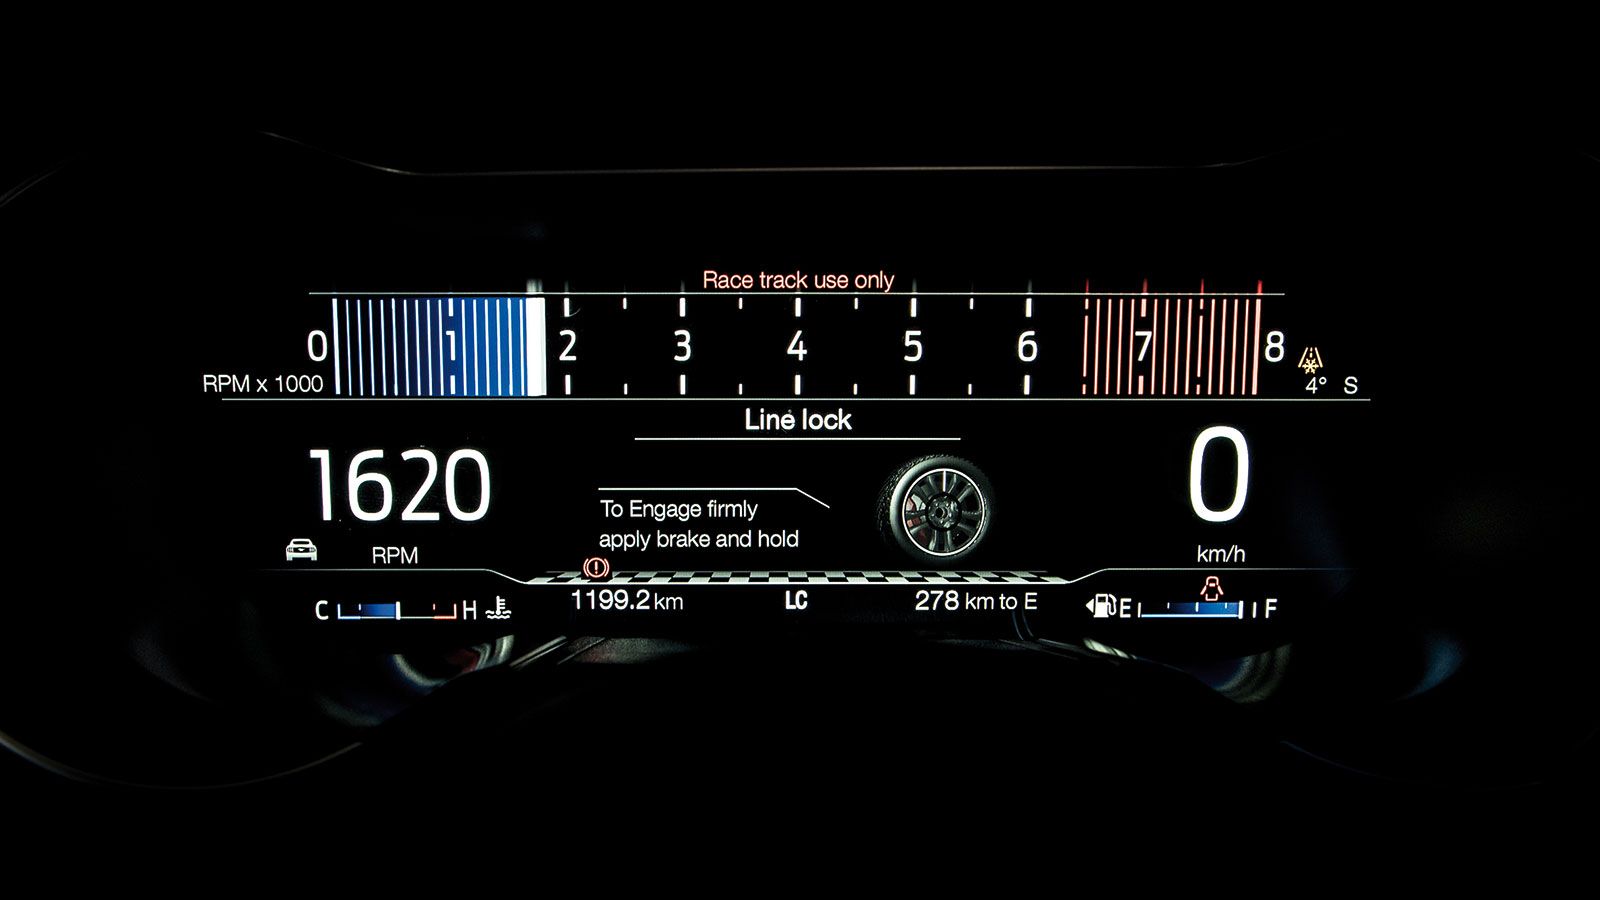 Race track use only
0 1 2 3 4 5 6 7 8
RPM x 1000
4° S
Line lock
1620
RPM
To Engage firmly
apply brake and hold
0
km/h
C H
1199.2 km
LC
278 km to E
E F